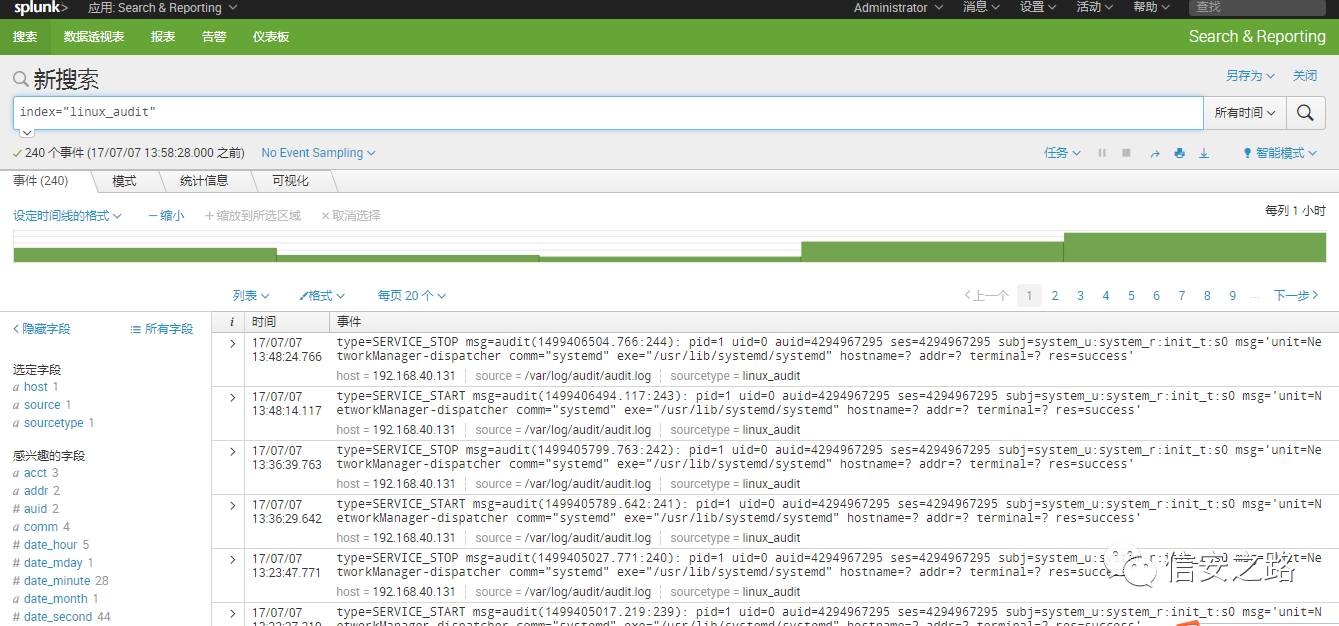 splunk> 应用: Search & Reporting Administrator 消息 设置 活动 帮助 查找
搜索 数据透视表 报表 告警 仪表板 Search & Reporting
新搜索 另存为 关闭
index="linux_audit" 所有时间
240 个事件 (17/07/07 13:58:28.000 之前) No Event Sampling 任务 智能模式
事件 (240) 模式 统计信息 可视化
设定时间线的格式 — 缩小 + 缩放到所选区域 × 取消选择 每列 1 小时
列表 格式 每页 20 个 < 上一个 1 2 3 4 5 6 7 8 9 ... 下一步 >
< 隐藏字段 所有字段
选定字段
a host 1
a source 1
a sourcetype 1
感兴趣的字段
a acct 3
a addr 2
# auid 2
a comm 4
# date_hour 5
# date_mday 1
# date_minute 28
a date_month 1
# date_second 44
i 时间 事件
17/07/07 type=SERVICE_STOP msg=audit(1499406504.766:244): pid=1 uid=0 auid=4294967295 ses=4294967295 subj=system_u:system_r:init_t:s0 msg='unit=Ne
13:48:24.766 tworkManager-dispatcher comm="systemd" exe="/usr/lib/systemd/systemd" hostname=? addr=? terminal=? res=success'
host = 192.168.40.131 source = /var/log/audit/audit.log sourcetype = linux_audit
17/07/07 type=SERVICE_START msg=audit(1499406494.117:243): pid=1 uid=0 auid=4294967295 ses=4294967295 subj=system_u:system_r:init_t:s0 msg='unit=N
13:48:14.117 etworkManager-dispatcher comm="systemd" exe="/usr/lib/systemd/systemd" hostname=? addr=? terminal=? res=success'
host = 192.168.40.131 source = /var/log/audit/audit.log sourcetype = linux_audit
17/07/07 type=SERVICE_STOP msg=audit(1499405799.763:242): pid=1 uid=0 auid=4294967295 ses=4294967295 subj=system_u:system_r:init_t:s0 msg='unit=Ne
13:36:39.763 tworkManager-dispatcher comm="systemd" exe="/usr/lib/systemd/systemd" hostname=? addr=? terminal=? res=success'
host = 192.168.40.131 source = /var/log/audit/audit.log sourcetype = linux_audit
17/07/07 type=SERVICE_START msg=audit(1499405789.642:241): pid=1 uid=0 auid=4294967295 ses=4294967295 subj=system_u:system_r:init_t:s0 msg='unit=N
13:36:29.642 etworkManager-dispatcher comm="systemd" exe="/usr/lib/systemd/systemd" hostname=? addr=? terminal=? res=success'
host = 192.168.40.131 source = /var/log/audit/audit.log sourcetype = linux_audit
17/07/07 type=SERVICE_STOP msg=audit(1499405027.771:240): pid=1 uid=0 auid=4294967295 ses=4294967295 subj=system_u:system_r:init_t:s0 msg='unit=Ne
13:23:47.771 tworkManager-dispatcher comm="systemd" exe="/usr/lib/systemd/systemd" hostname=? addr=? terminal=? res=success'
host = 192.168.40.131 source = /var/log/audit/audit.log sourcetype = linux_audit
信安之路
17/07/07 type=SERVICE_START msg=audit(1499405017.219:239): pid=1 uid=0 auid=4294967295 ses=4294967295 subj=system_u:system_r:init_t:s0 msg='unit=N